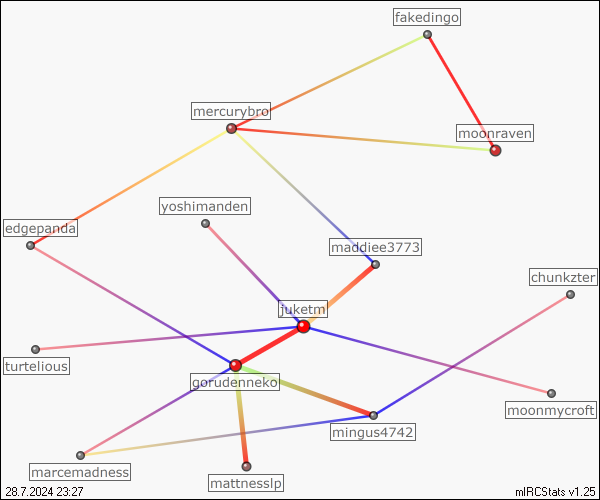 fakedingo
mercurybro
moonraven
yoshimanden
edgepanda
maddiee3773
chunkzter
juketm
turtelious
gorudenneko
moonmycroft
mingus4742
marcemadness
mattnesslp
28.7.2024 23:27
mIRCStats v1.25